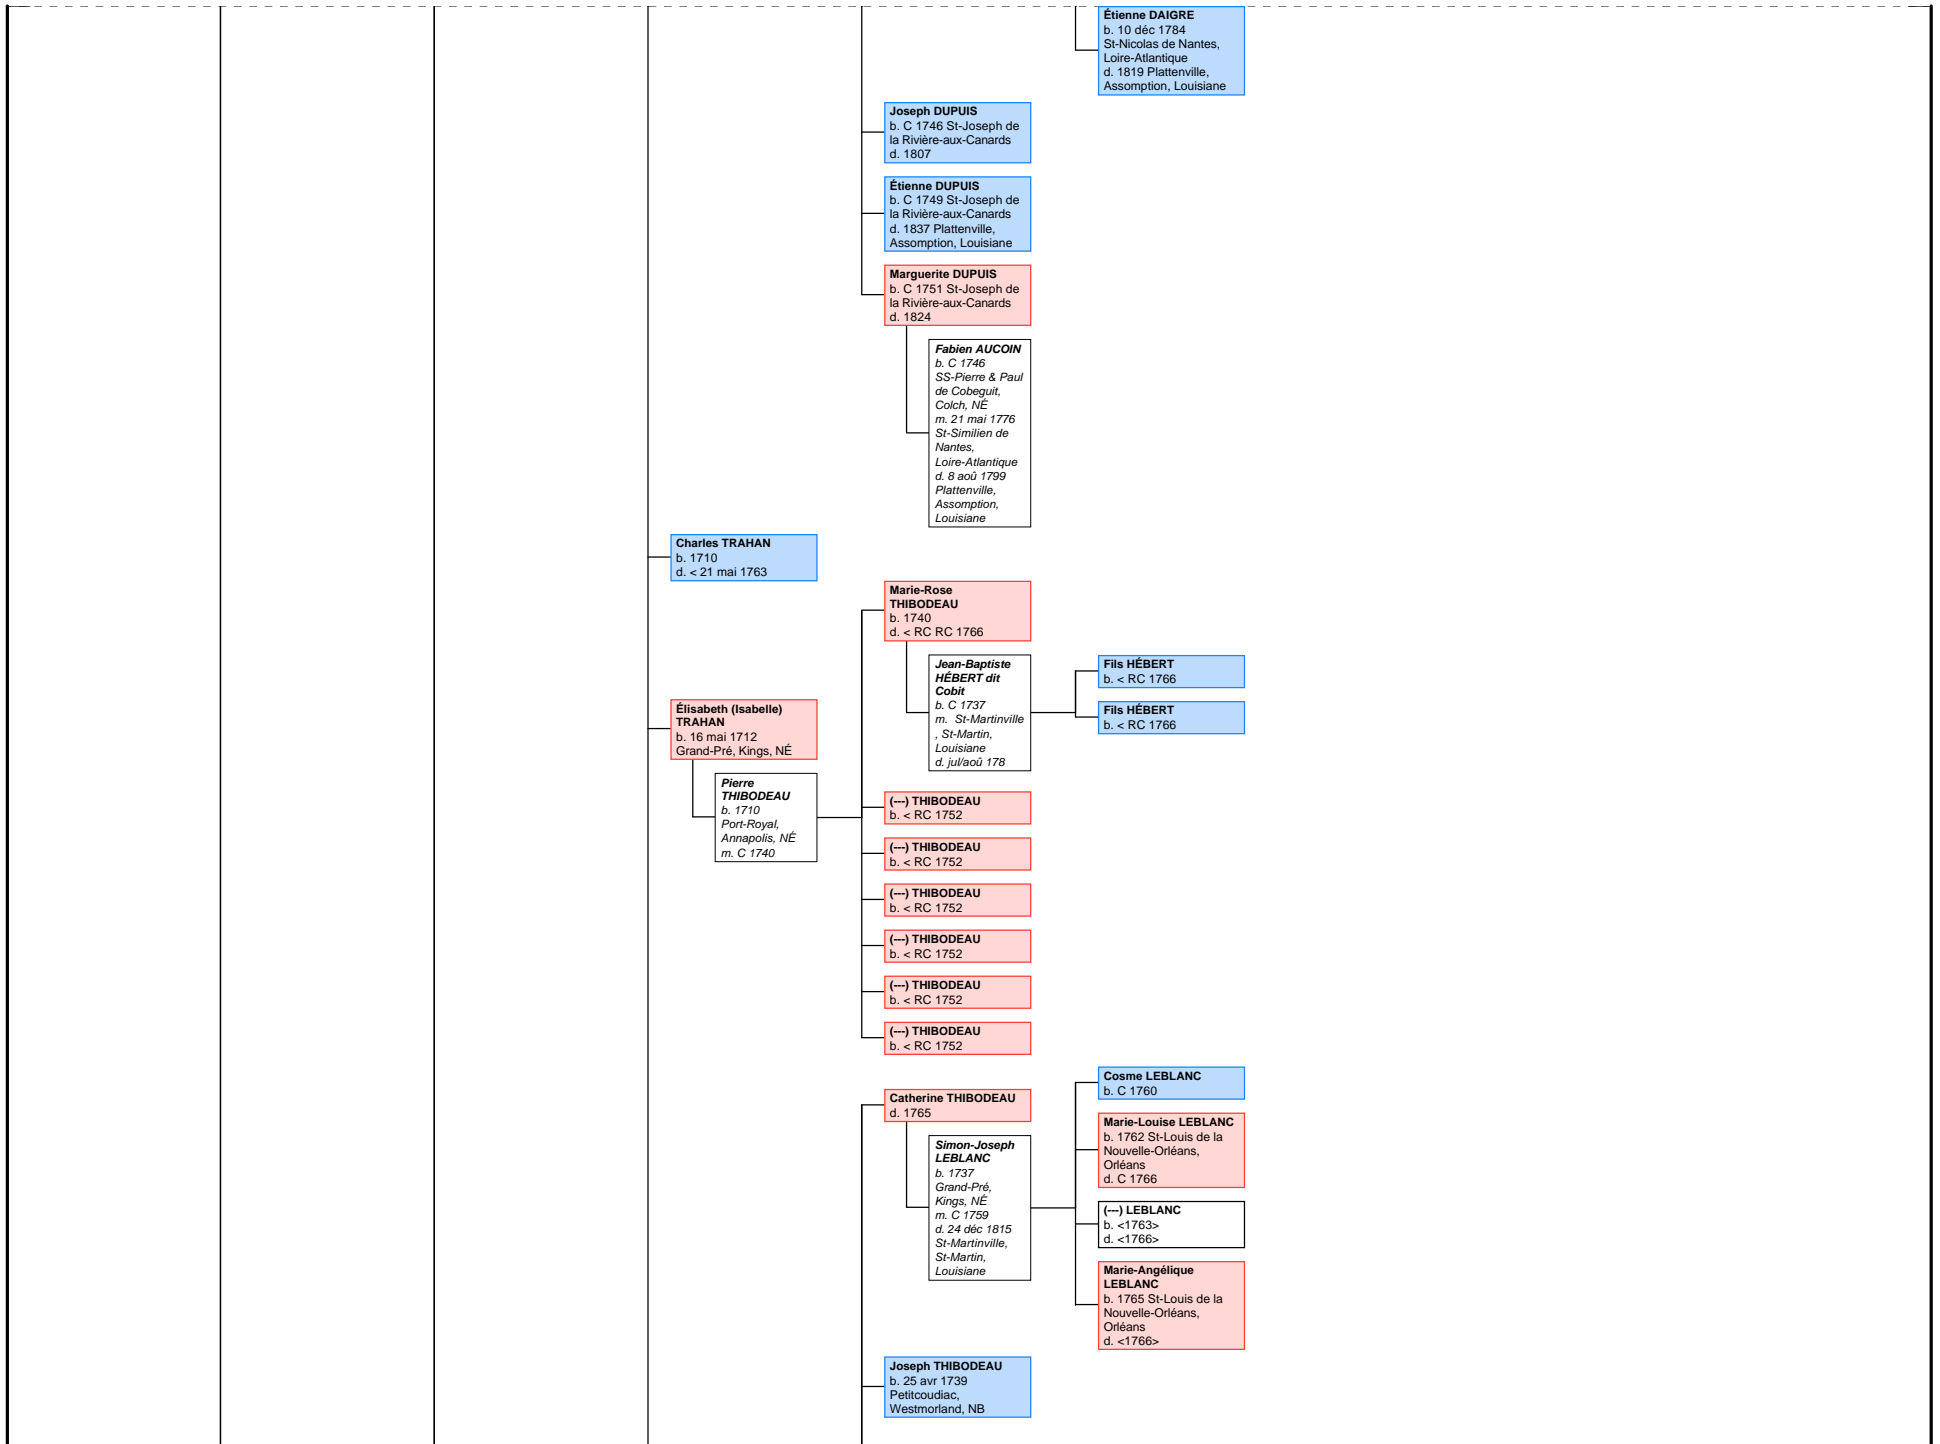 Étienne DAIGRE
b. 10 déc 1784
St-Nicolas de Nantes,
Loire-Atlantique
d. 1819 Plattenville,
Assomption, Louisiane
Joseph DUPUIS
b. C 1746 St-Joseph de
la Rivière-aux-Canards
d. 1807
Étienne DUPUIS
b. C 1749 St-Joseph de
la Rivière-aux-Canards
d. 1837 Plattenville,
Assomption, Louisiane
Marguerite DUPUIS
b. C 1751 St-Joseph de
la Rivière-aux-Canards
d. 1824
Fabien AUCOIN
b. C 1746
SS-Pierre & Paul
de Cobeguit,
Colch, NÉ
m. 21 mai 1776
St-Similien de
Nantes,
Loire-Atlantique
d. 8 aoû 1799
Plattenville,
Assomption,
Louisiane
Charles TRAHAN
b. 1710
d. < 21 mai 1763
Marie-Rose
THIBODEAU
b. 1740
d. < RC RC 1766
Jean-Baptiste
HÉBERT dit
Cobit
b. C 1737
m.  St-Martinville
, St-Martin,
Louisiane
d. jul/aoû 178
Fils HÉBERT
b. < RC 1766
Fils HÉBERT
b. < RC 1766
Élisabeth (Isabelle)
TRAHAN
b. 16 mai 1712
Grand-Pré, Kings, NÉ
Pierre
THIBODEAU
b. 1710
Port-Royal,
Annapolis, NÉ
m. C 1740
(---) THIBODEAU
b. < RC 1752
(---) THIBODEAU
b. < RC 1752
(---) THIBODEAU
b. < RC 1752
(---) THIBODEAU
b. < RC 1752
(---) THIBODEAU
b. < RC 1752
(---) THIBODEAU
b. < RC 1752
Catherine THIBODEAU
d. 1765
Simon-Joseph
LEBLANC
b. 1737
Grand-Pré,
Kings, NÉ
m. C 1759
d. 24 déc 1815
St-Martinville,
St-Martin,
Louisiane
Cosme LEBLANC
b. C 1760
Marie-Louise LEBLANC
b. 1762 St-Louis de la
Nouvelle-Orléans,
Orléans
d. C 1766
(---) LEBLANC
b. <1763>
d. <1766>
Marie-Angélique
LEBLANC
b. 1765 St-Louis de la
Nouvelle-Orléans,
Orléans
d. <1766>
Joseph THIBODEAU
b. 25 avr 1739
Petitcoudiac,
Westmorland, NB